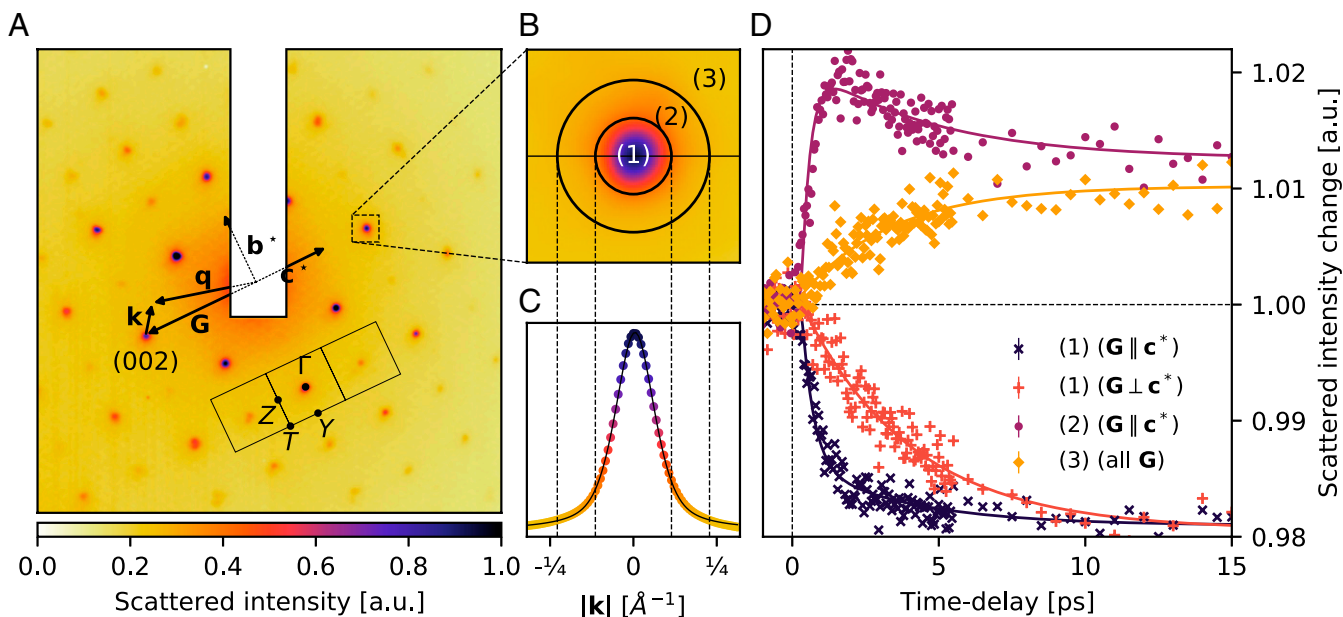 A
b*
c*
q
k
G
(002)
Γ
Z
T
Y
0.0 0.2 0.4 0.6 0.8 1.0
Scattered intensity [a.u.]
B
(3)
(2)
(1)
C
-¼ 0 ¼
|k| [Å⁻¹]
D
1.02
1.01
1.00
0.99
0.98
Scattered intensity change [a.u.]
(1) (G ∥ c*)
(1) (G ⊥ c*)
(2) (G ∥ c*)
(3) (all G)
0 5 10 15
Time-delay [ps]